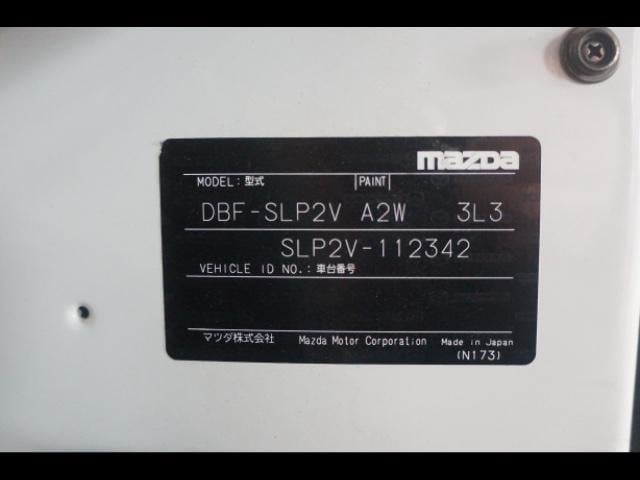 mazda
MODEL : 型式 |PAINT|
DBF-SLP2V A2W 3L3
SLP2V-112342
VEHICLE ID NO. : 車台番号
マツダ株式会社 Mazda Motor Corporation Made in Japan
(N173)